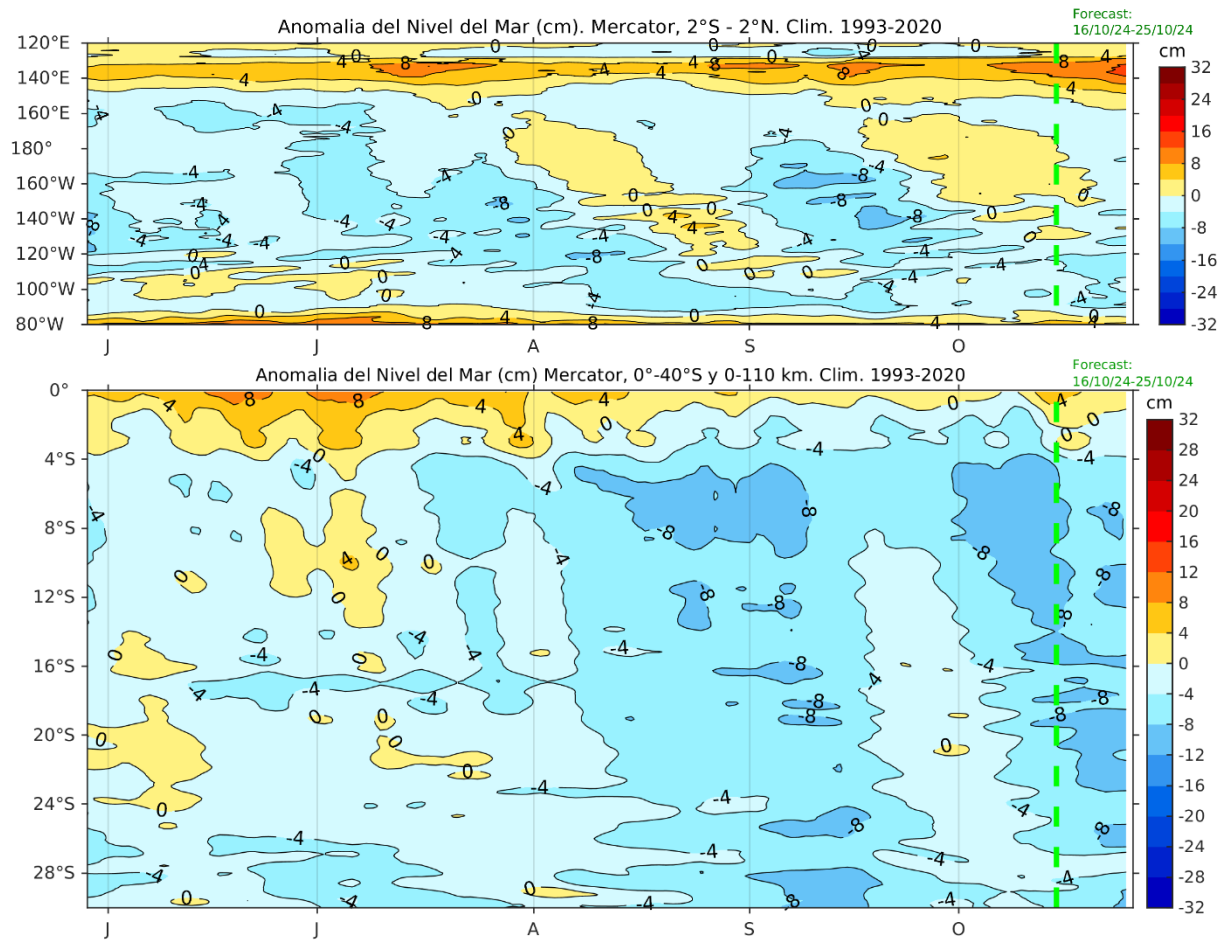 Forecast:
16/10/24-25/10/24
Anomalia del Nivel del Mar (cm). Mercator, 2°S - 2°N. Clim. 1993-2020
cm
120°E
140°E
160°E
180°
160°W
140°W
120°W
100°W
80°W
J
J
A
S
O
32
24
16
8
0
-8
-16
-24
-32
Forecast:
16/10/24-25/10/24
Anomalia del Nivel del Mar (cm) Mercator, 0°-40°S y 0-110 km. Clim. 1993-2020
cm
0°
4°S
8°S
12°S
16°S
20°S
24°S
28°S
J
J
A
S
O
32
28
24
20
16
12
8
4
0
-4
-8
-12
-16
-20
-24
-28
-32